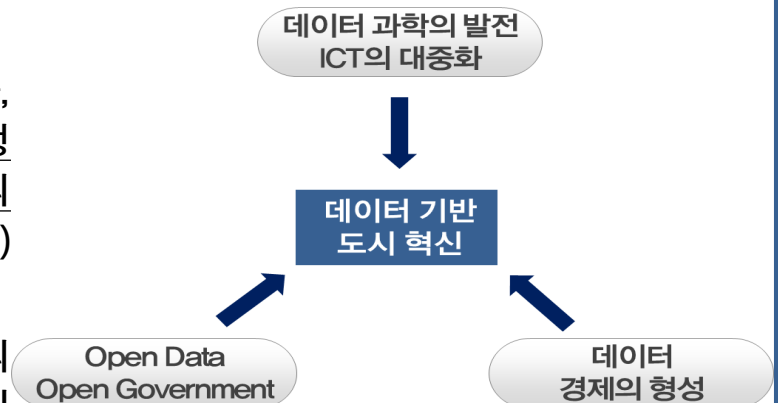 데이터 과학의 발전
ICT의 대중화
데이터 기반
도시 혁신
)
Open Data
Open Government
데이터
경제의 형성